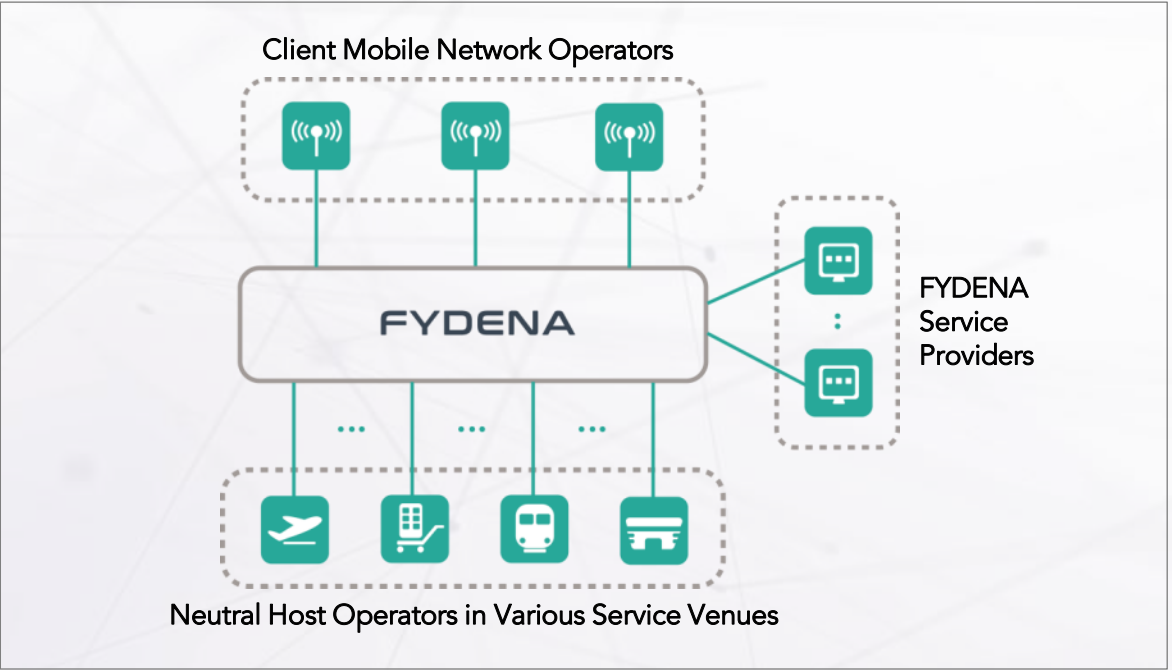 Client Mobile Network Operators
FYDENA
FYDENA
Service
Providers
Neutral Host Operators in Various Service Venues